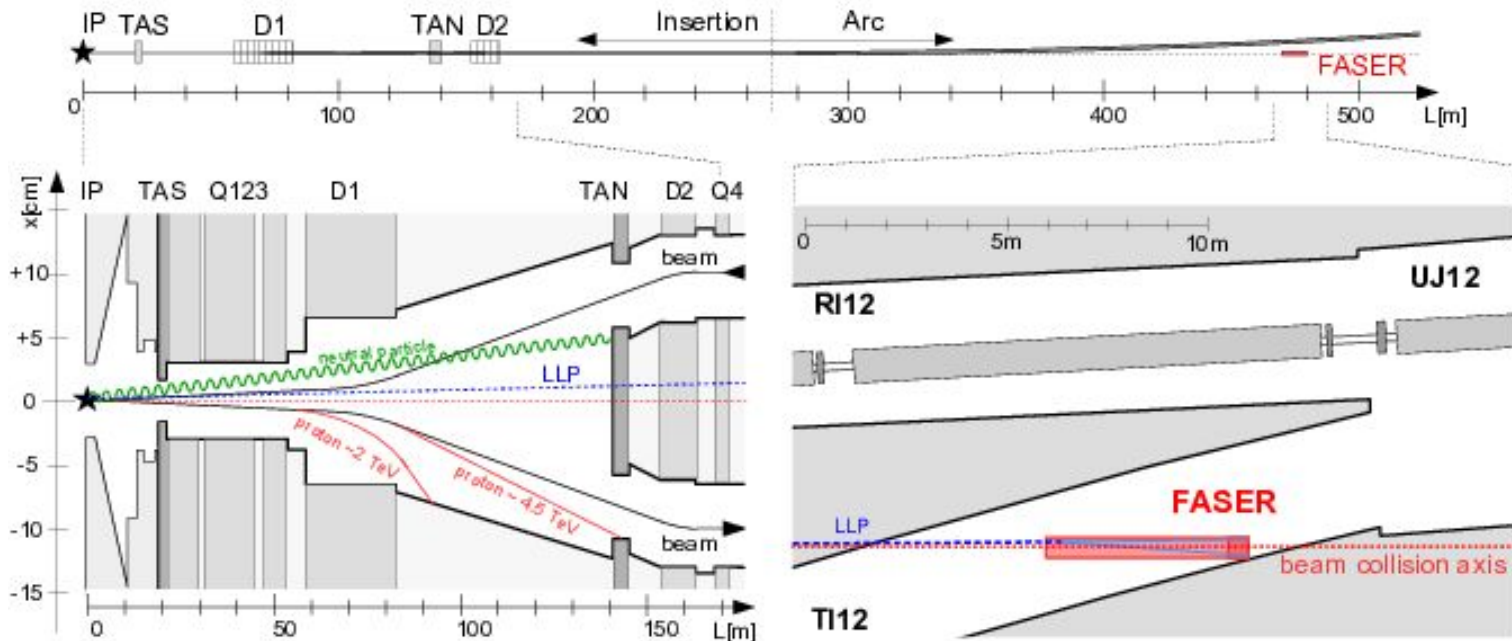 IP TAS D1 TAN D2 Insertion Arc
FASER
0 100 200 300 400 500
L[m]
IP TAS Q123 D1 TAN D2 Q4
x[cm]
+10
+5
0
-5
-10
-15
beam
neutral particle
LLP
proton ~2 TeV
proton ~ 4.5 TeV
beam
0 50 100 150 L[m]
0 5m 10m
RI12
UJ12
FASER
LLP
beam collision axis
TI12